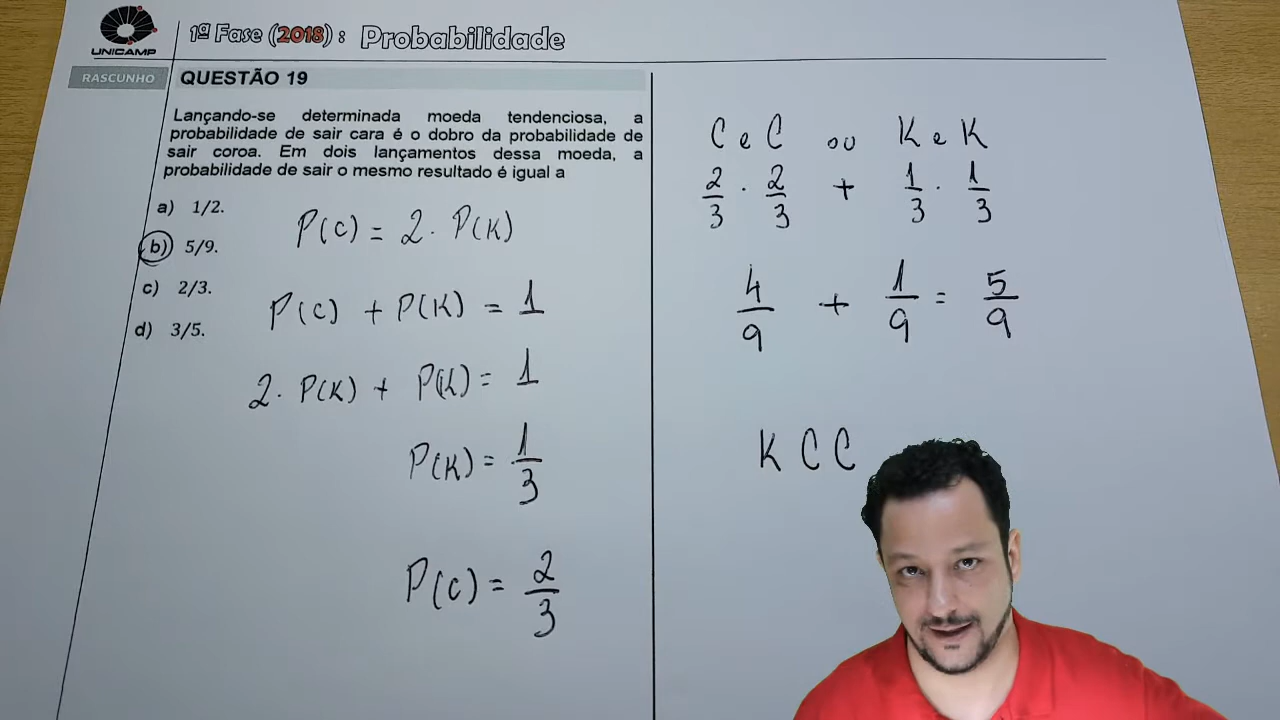 UNICAMP
1ª Fase (2018): Probabilidade
RASCUNHO
QUESTÃO 19
Lançando-se determinada moeda tendenciosa, a
probabilidade de sair cara é o dobro da probabilidade de
sair coroa. Em dois lançamentos dessa moeda, a
probabilidade de sair o mesmo resultado é igual a
a) 1/2.
b) 5/9.
c) 2/3.
d) 3/5.
P(C) = 2 . P(K)
P(C) + P(K) = 1
2 . P(K) + P(K) = 1
P(K) = 1/3
P(C) = 2/3
C e C ou K e K
2/3 . 2/3 + 1/3 . 1/3
4/9 + 1/9 = 5/9
K C C